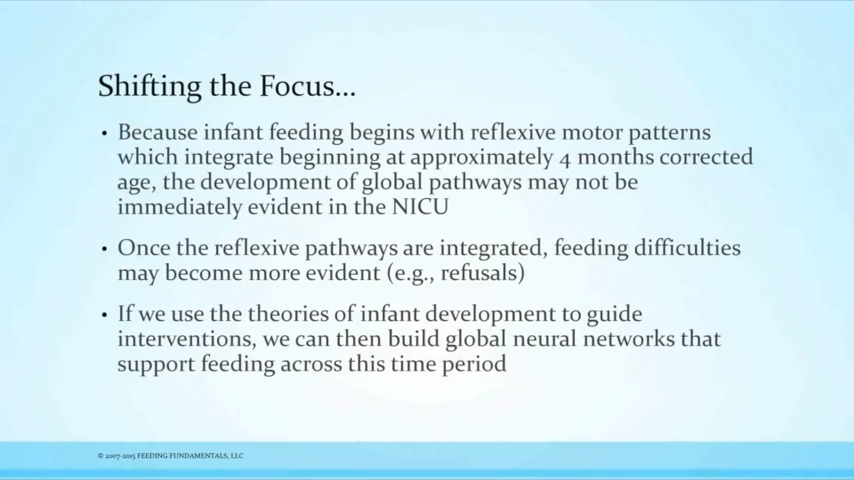 Shifting the Focus...
• Because infant feeding begins with reflexive motor patterns
which integrate beginning at approximately 4 months corrected
age, the development of global pathways may not be
immediately evident in the NICU
• Once the reflexive pathways are integrated, feeding difficulties
may become more evident (e.g., refusals)
• If we use the theories of infant development to guide
interventions, we can then build global neural networks that
support feeding across this time period
© 2007-2015 FEEDING FUNDAMENTALS, LLC